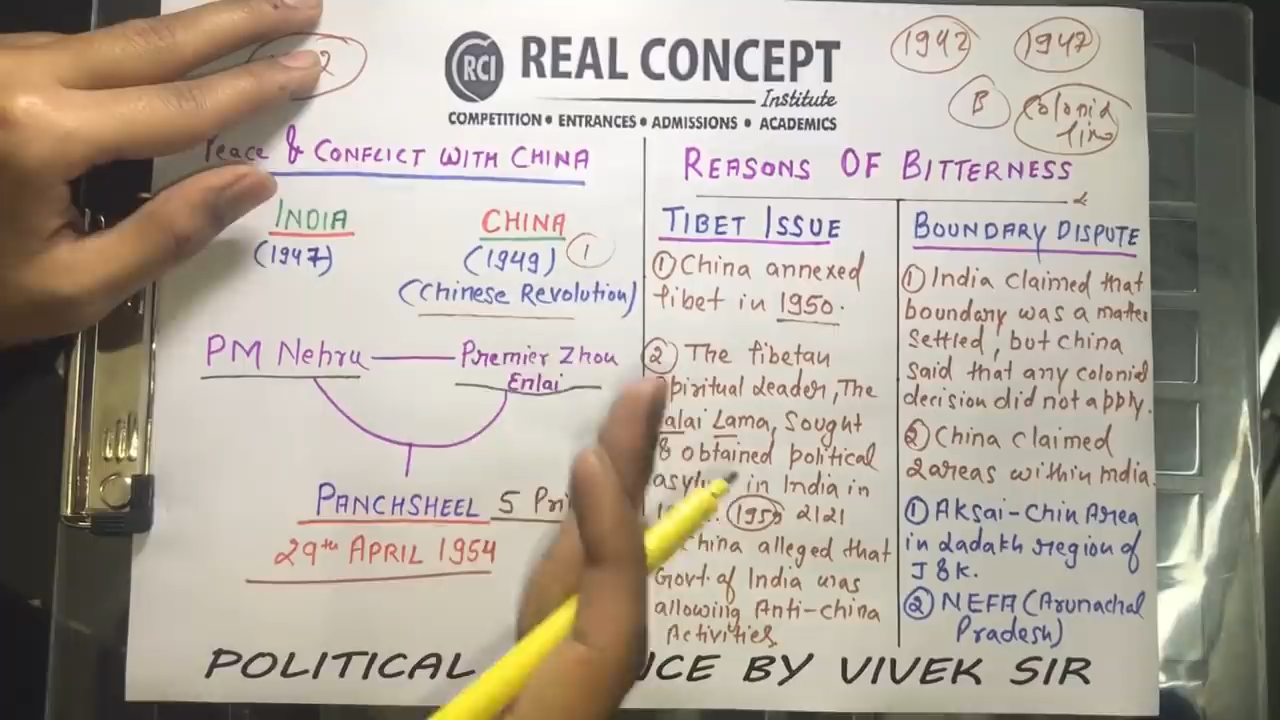 RCI REAL CONCEPT
Institute
COMPETITION • ENTRANCES • ADMISSIONS • ACADEMICS
2
1942
1947
B
Colonial
line
Peace & CONFLICT WITH CHINA
INDIA
(1947)
CHINA
(1949) 1
(Chinese Revolution)
PM Nehru — Premier Zhou
Enlai
PANCHSHEEL 5 Pri
29th APRIL 1954
REASONS OF BITTERNESS
TIBET ISSUE
① China annexed
Tibet in 1950.
② The Tibetan
Spiritual Leader, The
Dalai Lama, Sought
& obtained political
in India in
1959 2121
China alleged that
Govt. of India was
allowing Anti-china
Activities
BOUNDARY DISPUTE
① India claimed that
boundary was a matter
Settled, but China
said that any colonial
decision did not apply.
② China claimed
2 areas within India.
① Aksai-Chin Area
in Ladakh region of
J&K.
② NEFA (Arunachal
Pradesh)
POLITICAL NCE BY VIVEK SIR